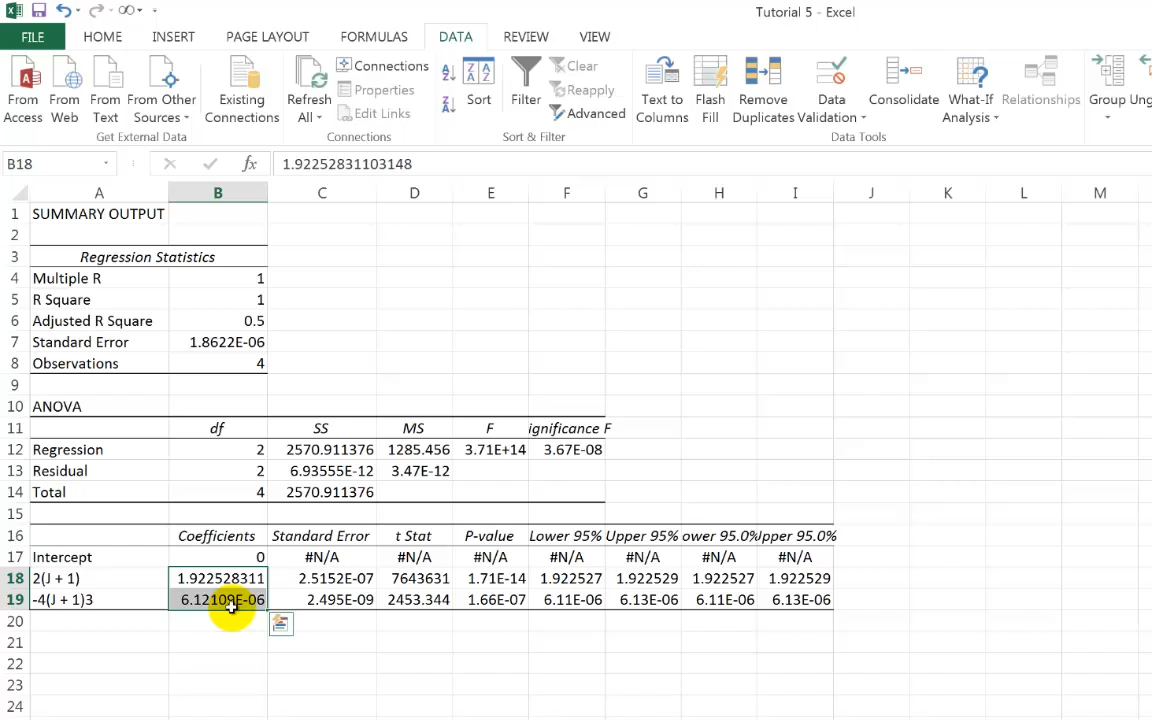 Tutorial 5 - Excel
FILE HOME INSERT PAGE LAYOUT FORMULAS DATA REVIEW VIEW
From Access From Web From Text From Other Sources Existing Connections Refresh All Connections Properties Edit Links Sort Filter Clear Reapply Advanced Text to Columns Flash Fill Remove Duplicates Data Validation Consolidate What-If Analysis Relationships Group Ung
Get External Data Connections Sort & Filter Data Tools
B18 fx 1.92252831103148
A B C D E F G H I J K L M
1 SUMMARY OUTPUT
2
3 Regression Statistics
4 Multiple R 1
5 R Square 1
6 Adjusted R Square 0.5
7 Standard Error 1.8622E-06
8 Observations 4
9
10 ANOVA
11 df SS MS F ignificance F
12 Regression 2 2570.911376 1285.456 3.71E+14 3.67E-08
13 Residual 2 6.93555E-12 3.47E-12
14 Total 4 2570.911376
15
16 Coefficients Standard Error t Stat P-value Lower 95% Upper 95% ower 95.0% Upper 95.0%
17 Intercept 0 #N/A #N/A #N/A #N/A #N/A #N/A #N/A
18 2(J + 1) 1.922528311 2.5152E-07 7643631 1.71E-14 1.922527 1.922529 1.922527 1.922529
19 -4(J + 1)3 6.12109E-06 2.495E-09 2453.344 1.66E-07 6.11E-06 6.13E-06 6.11E-06 6.13E-06
20
21
22
23
24